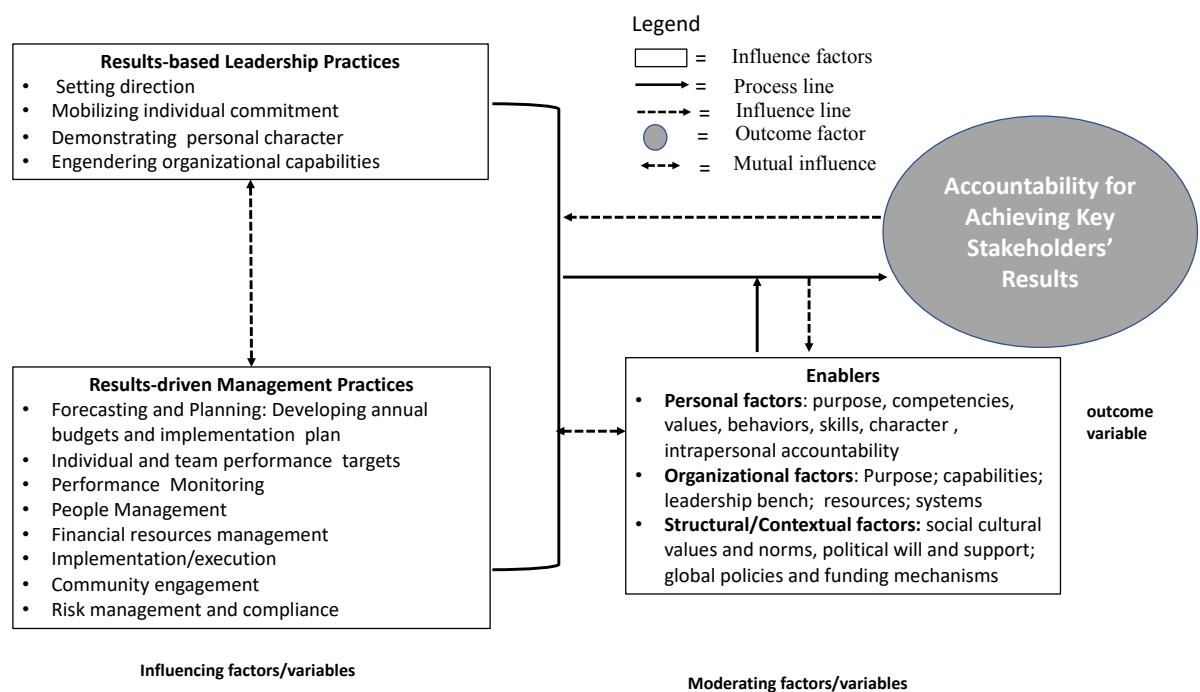 Legend
= Influence factors
= Process line
= Influence line
= Outcome factor
= Mutual influence
Results-based Leadership Practices
• Setting direction
• Mobilizing individual commitment
• Demonstrating personal character
• Engendering organizational capabilities
Accountability for
Achieving Key
Stakeholders'
Results
Results-driven Management Practices
• Forecasting and Planning: Developing annual
budgets and implementation plan
• Individual and team performance targets
• Performance Monitoring
• People Management
• Financial resources management
• Implementation/execution
• Community engagement
• Risk management and compliance
Enablers
• Personal factors: purpose, competencies,
values, behaviors, skills, character ,
intrapersonal accountability
• Organizational factors: Purpose; capabilities;
leadership bench; resources; systems
• Structural/Contextual factors: social cultural
values and norms, political will and support;
global policies and funding mechanisms
outcome
variable
Influencing factors/variables
Moderating factors/variables